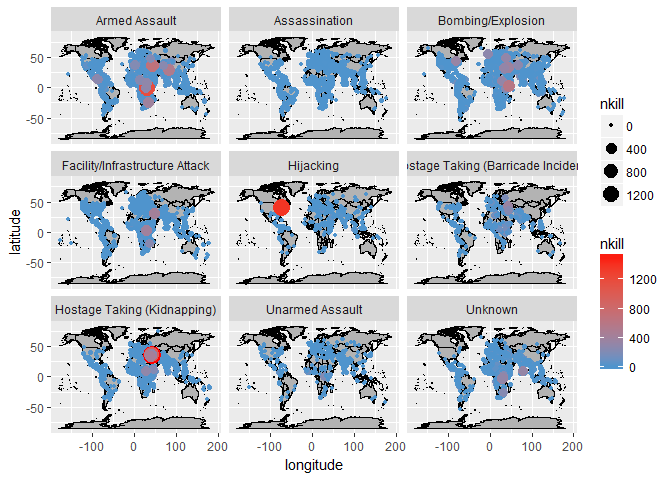 Armed Assault
Assassination
Bombing/Explosion
50
0
-50
Facility/Infrastructure Attack
Hijacking
ostage Taking (Barricade Inciden
50
0
-50
Hostage Taking (Kidnapping)
Unarmed Assault
Unknown
50
0
-50
-100 0 100 200
-100 0 100 200
-100 0 100 200
longitude
latitude
nkill
0
400
800
1200
nkill
1200
800
400
0